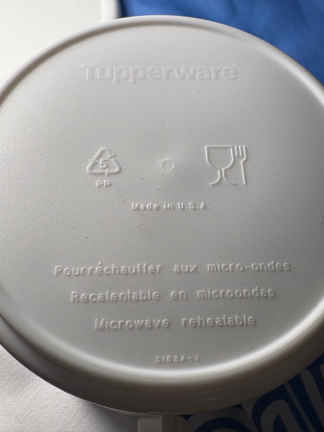 Tupperware
5
PP
Made in U.S.A
Pourréchauffer aux micro-ondes
Recalentable en microondas
Microwave reheatable